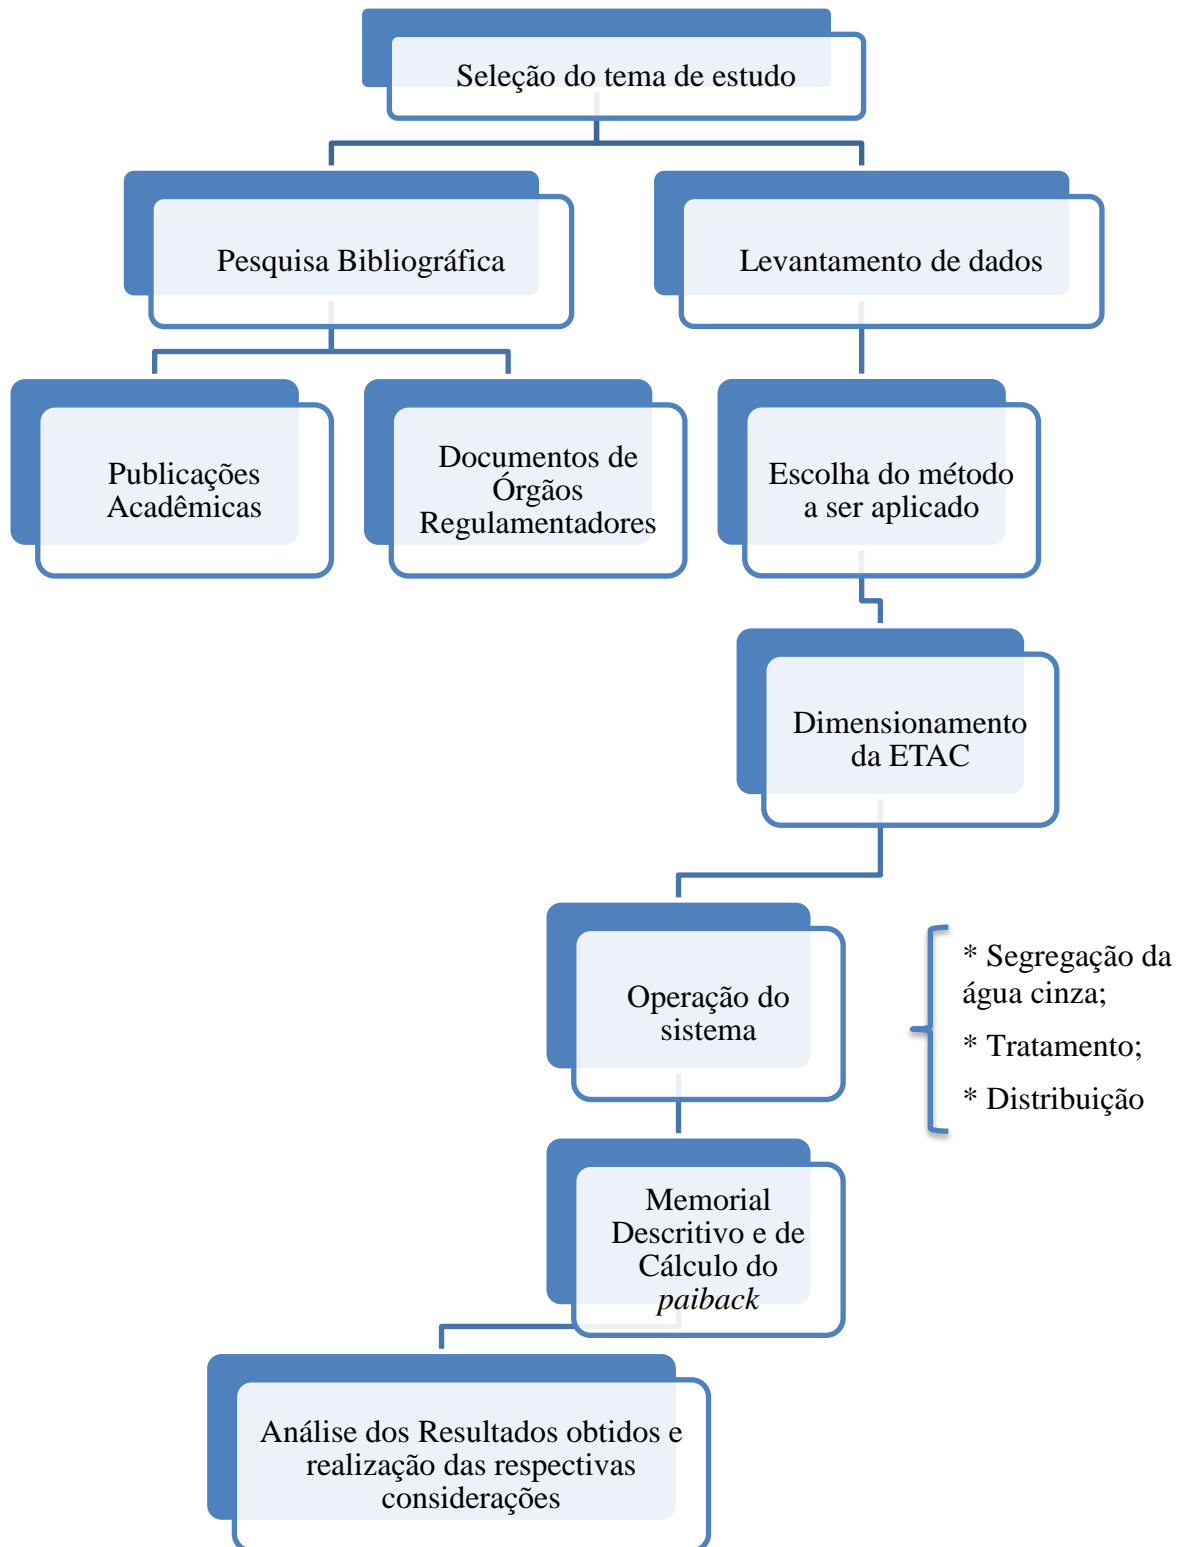 Seleção do tema de estudo
Pesquisa Bibliográfica
Levantamento de dados
Publicações
Acadêmicas
Documentos de
Órgãos
Regulamentadores
Escolha do método
a ser aplicado
Dimensionamento
da ETAC
Operação do
sistema
* Segregação da
água cinza;
* Tratamento;
* Distribuição
Memorial
Descritivo e de
Cálculo do
paiback
Análise dos Resultados obtidos e
realização das respectivas
considerações